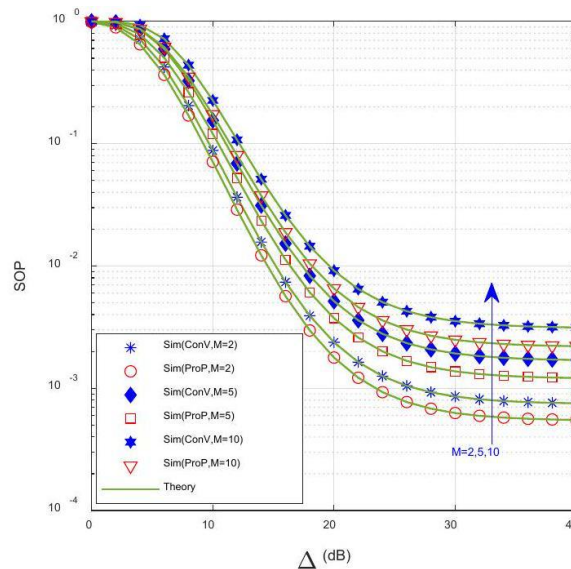 10^0
10^-1
10^-2
10^-3
10^-4
SOP
Sim(ConV,M=2)
Sim(ProP,M=2)
Sim(ConV,M=5)
Sim(ProP,M=5)
Sim(ConV,M=10)
Sim(ProP,M=10)
Theory
M=2,5,10
0
10
20
30
Δ (dB)